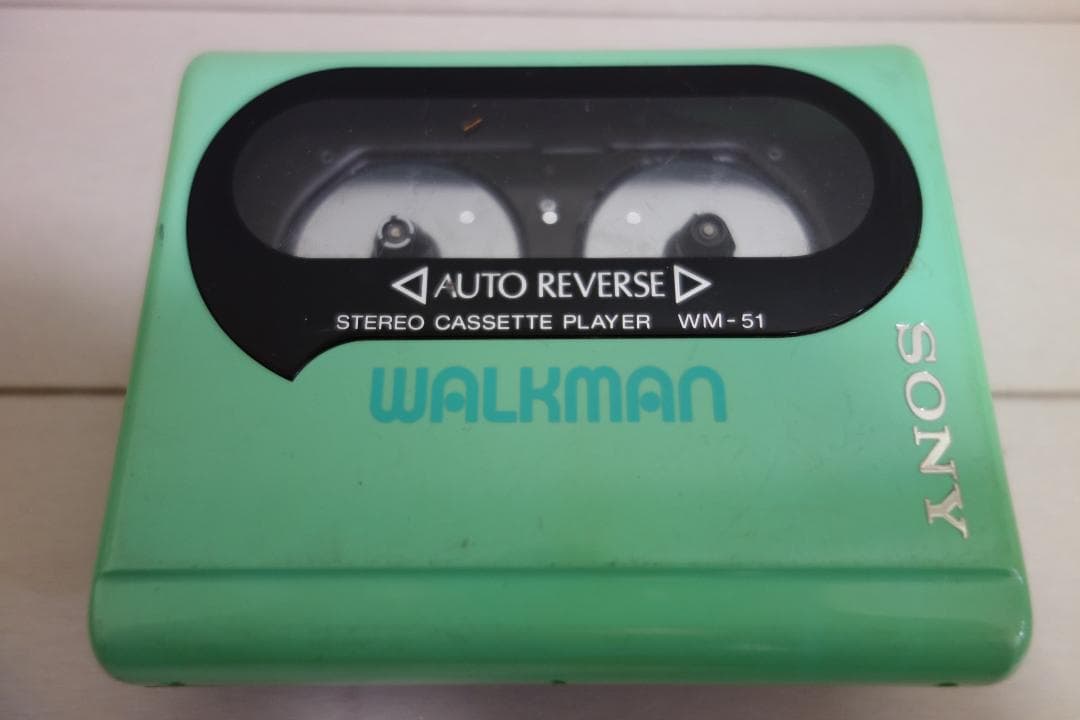 ◁ AUTO REVERSE ▷
STEREO CASSETTE PLAYER WM-51
WALKMAN
SONY